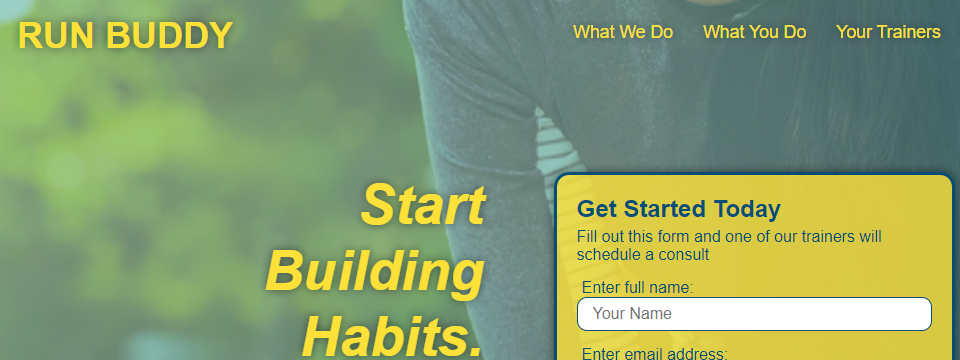 RUN BUDDY
What We Do
What You Do
Your Trainers
Start
Building
Habits.
Get Started Today
Fill out this form and one of our trainers will
schedule a consult
Enter full name:
Your Name
Enter email address: